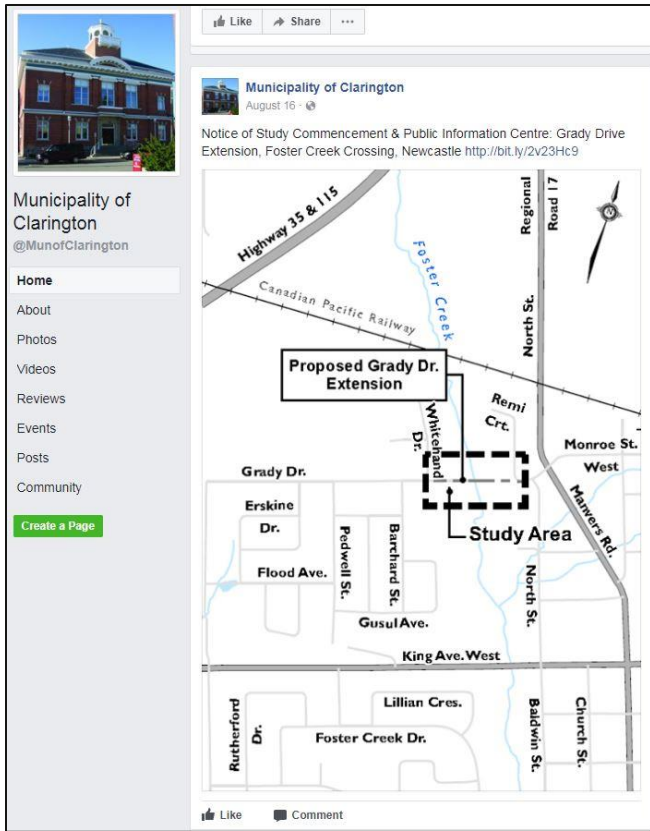 Like
Share
Municipality of Clarington
August 16 ·
Notice of Study Commencement & Public Information Centre: Grady Drive
Extension, Foster Creek Crossing, Newcastle http://bit.ly/2v23Hc9
Municipality of
Clarington
@MunofClarington
Home
About
Photos
Videos
Reviews
Events
Posts
Community
Create a Page
Highway 35 & 115
Foster Creek
Regional
Road 17
Canadian Pacific Railway
North St.
Proposed Grady Dr.
Extension
Whitehand
Dr.
Remi
Crt.
Monroe St.
West
Grady Dr.
Manvers Rd.
Erskine
Dr.
Study Area
Pedwell St.
Barchard St.
Flood Ave.
North St.
Gusul Ave.
King Ave. West
Lillian Cres.
Rutherford
Dr.
Foster Creek Dr.
Baldwin St.
Church St.
Like
Comment